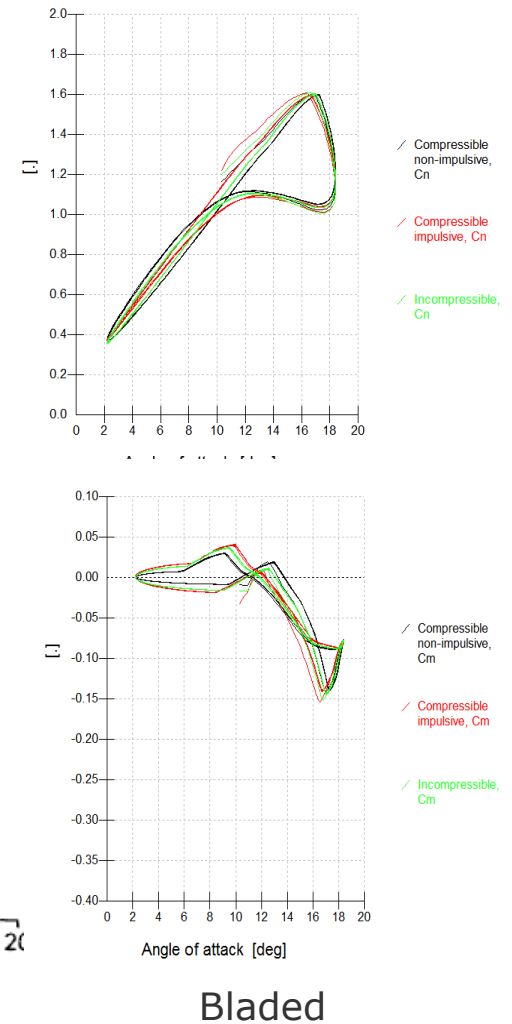 2.0
1.8
1.6
1.4
1.2
1.0
0.8
0.6
0.4
0.2
0.0
[.]
0 2 4 6 8 10 12 14 16 18 20
Compressible
non-impulsive,
Cn
Compressible
impulsive, Cn
Incompressible,
Cn
0.10
0.05
0.00
-0.05
-0.10
-0.15
-0.20
-0.25
-0.30
-0.35
-0.40
[.]
0 2 4 6 8 10 12 14 16 18 20
Angle of attack [deg]
Compressible
non-impulsive,
Cm
Compressible
impulsive, Cm
Incompressible,
Cm
Bladed